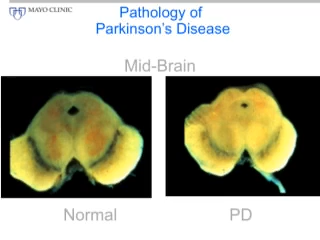 MAYO CLINIC
Pathology of
Parkinson's Disease
Mid-Brain
Normal
PD